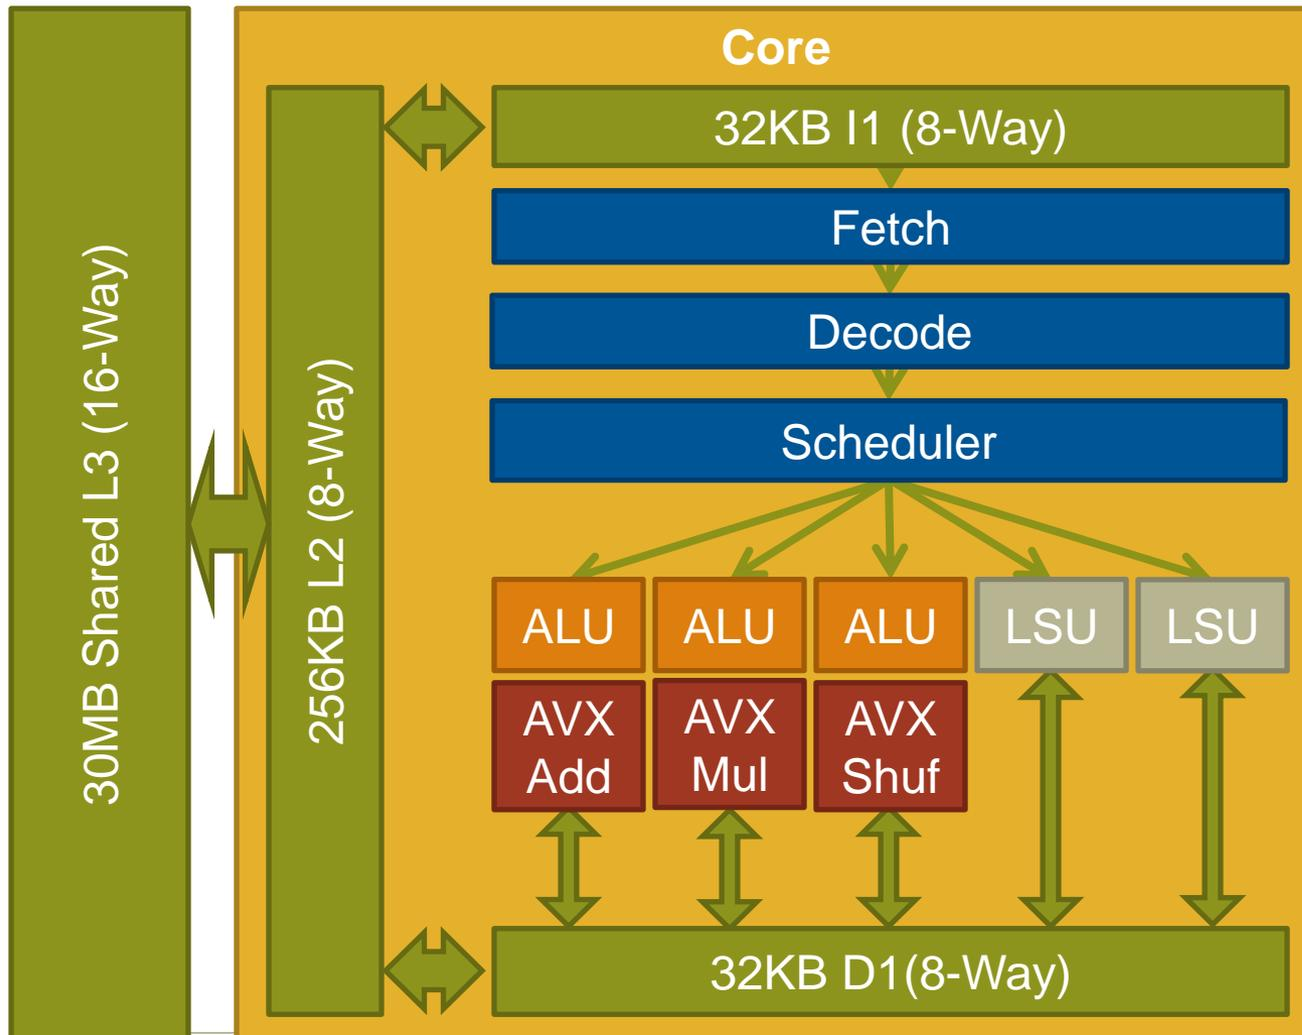 Core
30MB Shared L3 (16-Way)
256KB L2 (8-Way)
32KB I1 (8-Way)
Fetch
Decode
Scheduler
ALU
ALU
ALU
LSU
LSU
AVX
Add
AVX
Mul
AVX
Shuf
32KB D1(8-Way)